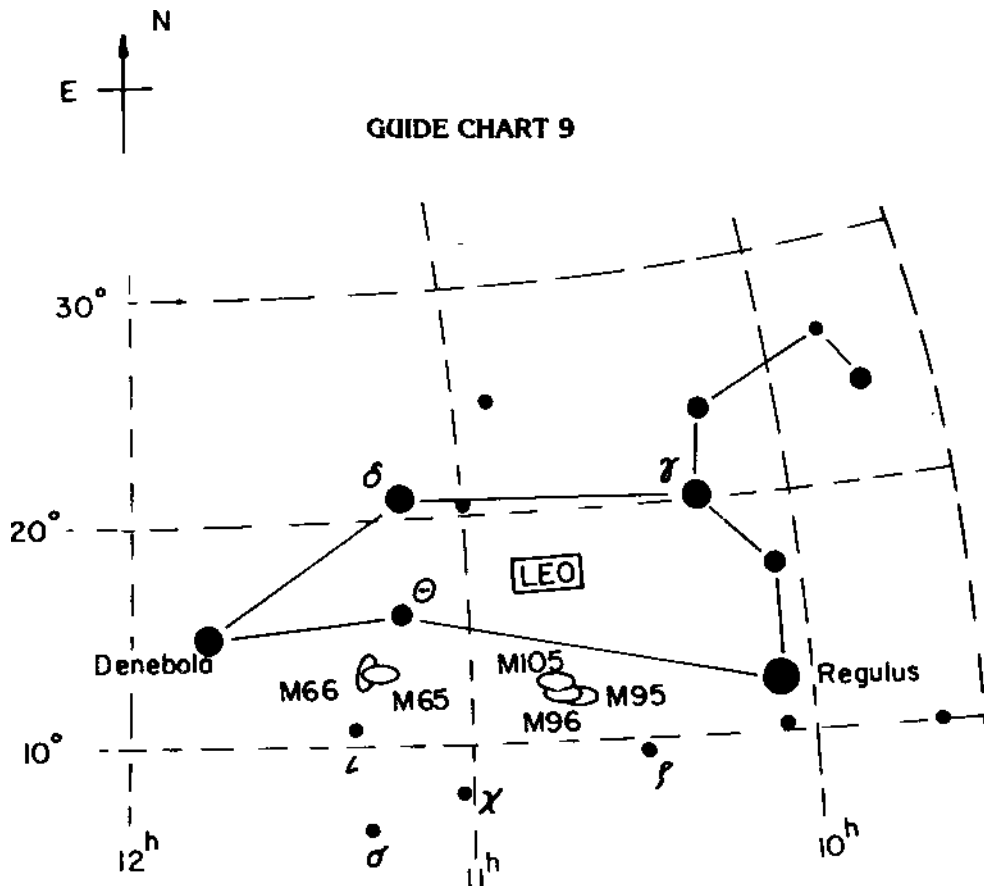 N
E
GUIDE CHART 9
30°
δ
γ
20°
LEO
θ
Denebola
M105
Regulus
M66
M65
M95
M96
10°
ι
ρ
χ
σ
12h
11h
10h